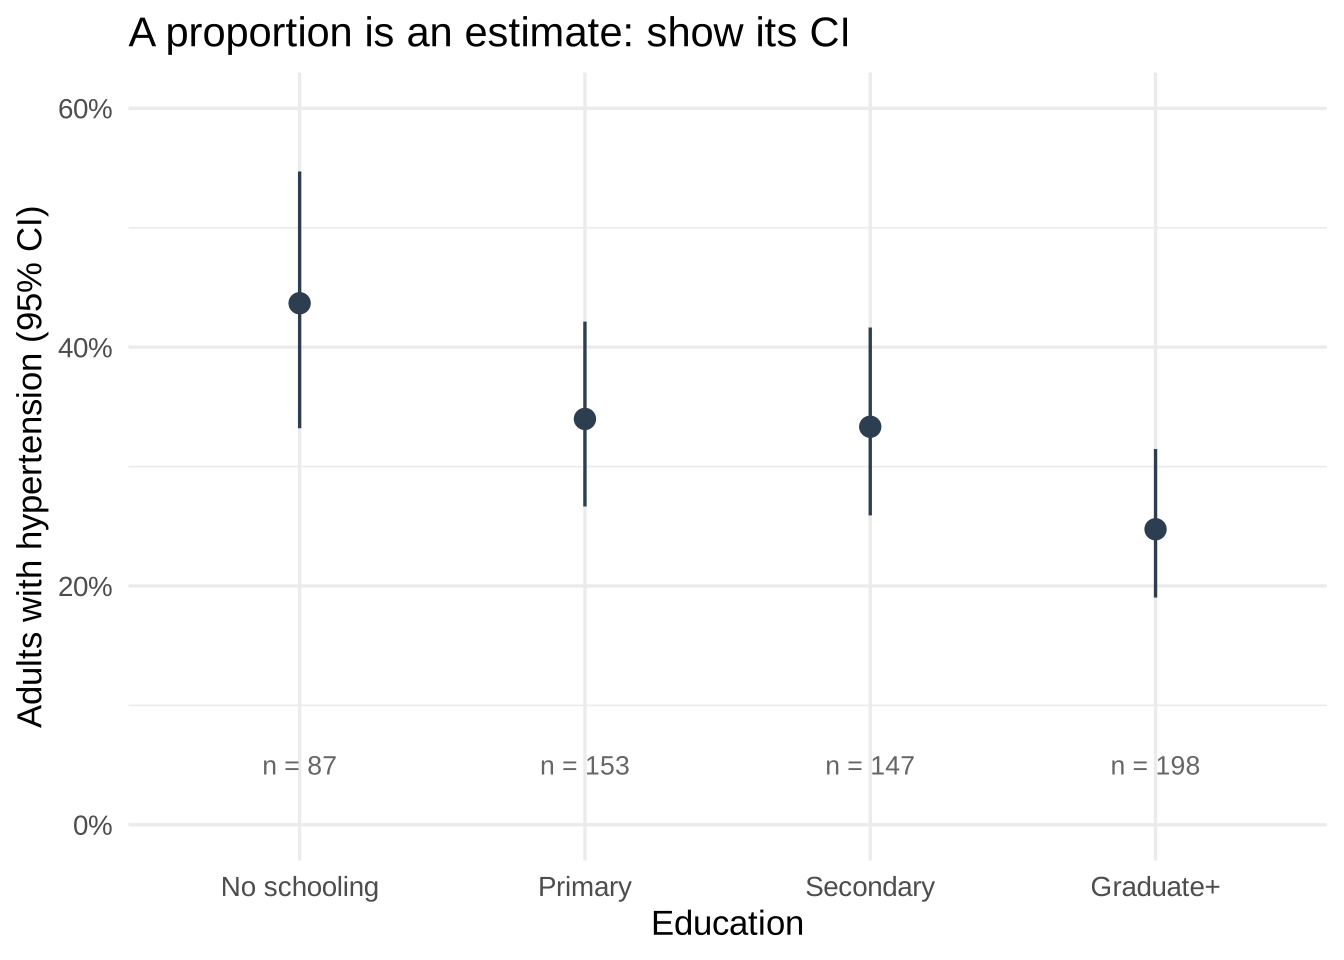 A proportion is an estimate: show its CI
Adults with hypertension (95% CI)
60%
40%
20%
0%
n = 87
n = 153
n = 147
n = 198
No schooling
Primary
Secondary
Graduate+
Education